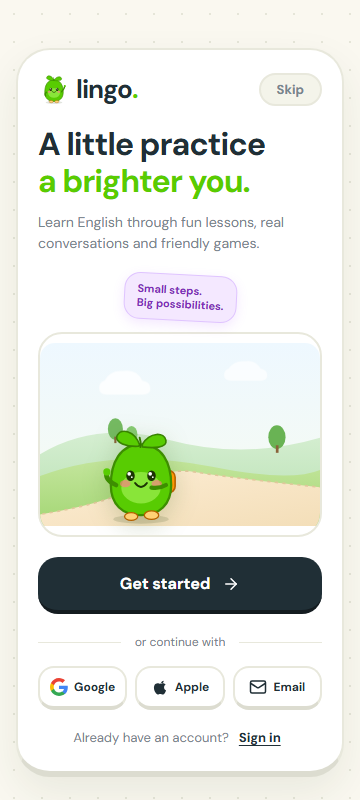 lingo.
Skip
A little practice
a brighter you.
Learn English through fun lessons, real
conversations and friendly games.
Small steps.
Big possibilities.
Get started
or continue with
Google
Apple
Email
Already have an account? Sign in